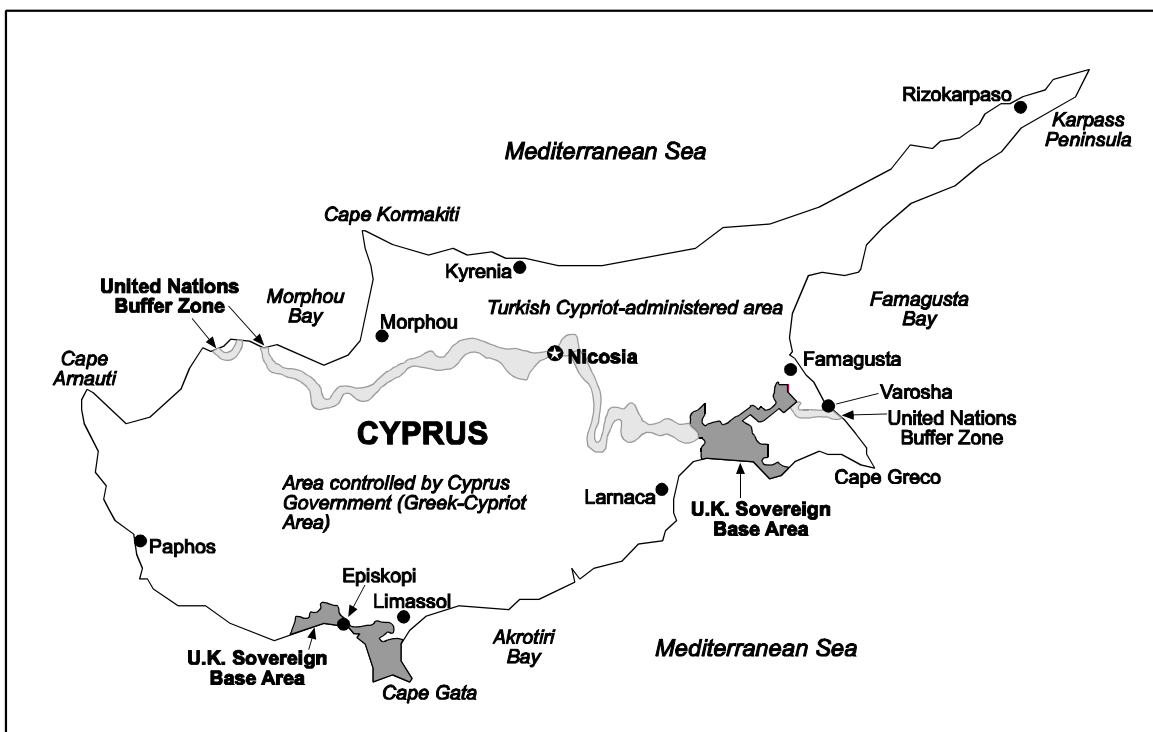 Rizokarpaso
Karpass
Peninsula
Mediterranean Sea
Cape Kormakiti
Kyrenia
United Nations
Buffer Zone
Morphou
Bay
Turkish Cypriot-administered area
Famagusta
Bay
Morphou
Nicosia
Cape
Arnauti
Famagusta
Varosha
United Nations
Buffer Zone
CYPRUS
Cape Greco
Area controlled by Cyprus
Government (Greek-Cypriot
Area)
Larnaca
U.K. Sovereign
Base Area
Paphos
Episkopi
Limassol
Akrotiri
Bay
Mediterranean Sea
U.K. Sovereign
Base Area
Cape Gata